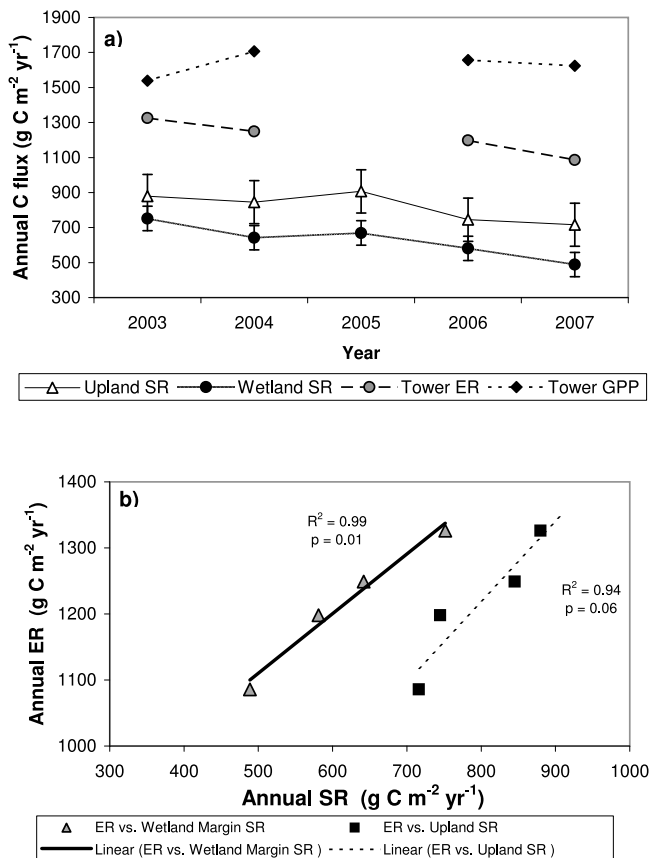 a)
1900
1700
1500
1300
1100
900
700
500
300
Annual C flux (g C m-2 yr-1)
2003 2004 2005 2006 2007
Year
Upland SR Wetland SR Tower ER Tower GPP
b)
1400
1300
1200
1100
1000
Annual ER (g C m-2 yr-1)
R2 = 0.99
p = 0.01
R2 = 0.94
p = 0.06
300 400 500 600 700 800 900 1000
Annual SR (g C m-2 yr-1)
ER vs. Wetland Margin SR ER vs. Upland SR
Linear (ER vs. Wetland Margin SR ) Linear (ER vs. Upland SR )